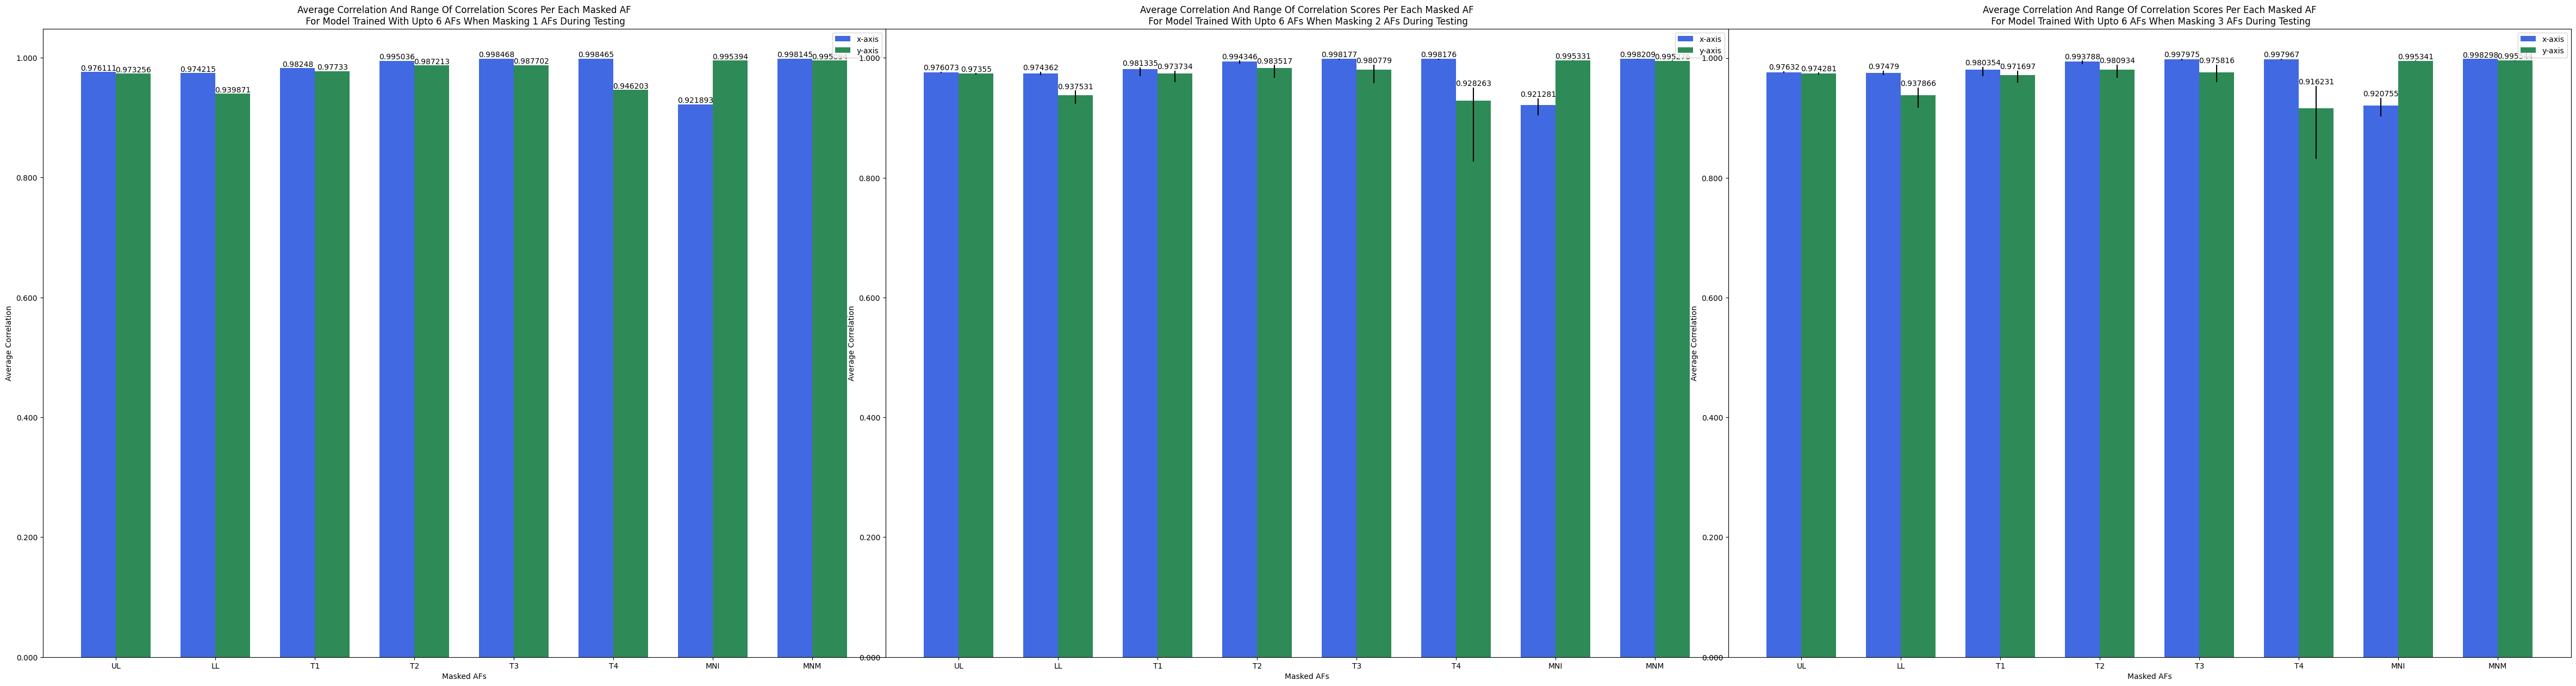 Average Correlation And Range Of Correlation Scores Per Each Masked AF
For Model Trained With Upto 6 AFs When Masking 1 AFs During Testing
x-axis
y-axis
1.000
0.800
0.600
0.400
0.200
0.000
Average Correlation
0.976111 0.973256 0.974215 0.939871 0.98248 0.97733 0.995036 0.987213 0.998468 0.987702 0.998465 0.946203 0.921893 0.995394 0.998145
UL LL T1 T2 T3 T4 MNI MNM
Masked AFs
Average Correlation And Range Of Correlation Scores Per Each Masked AF
For Model Trained With Upto 6 AFs When Masking 2 AFs During Testing
x-axis
y-axis
1.000
0.800
0.600
0.400
0.200
0.000
Average Correlation
0.976073 0.97355 0.974362 0.937531 0.981335 0.973734 0.994346 0.983517 0.998177 0.980779 0.998176 0.928263 0.921281 0.995331 0.998209
UL LL T1 T2 T3 T4 MNI MNM
Masked AFs
Average Correlation And Range Of Correlation Scores Per Each Masked AF
For Model Trained With Upto 6 AFs When Masking 3 AFs During Testing
x-axis
y-axis
1.000
0.800
0.600
0.400
0.200
0.000
Average Correlation
0.97632 0.974281 0.97479 0.937866 0.980354 0.971697 0.993788 0.980934 0.997975 0.975816 0.997967 0.916231 0.920755 0.995341 0.998298
UL LL T1 T2 T3 T4 MNI MNM
Masked AFs